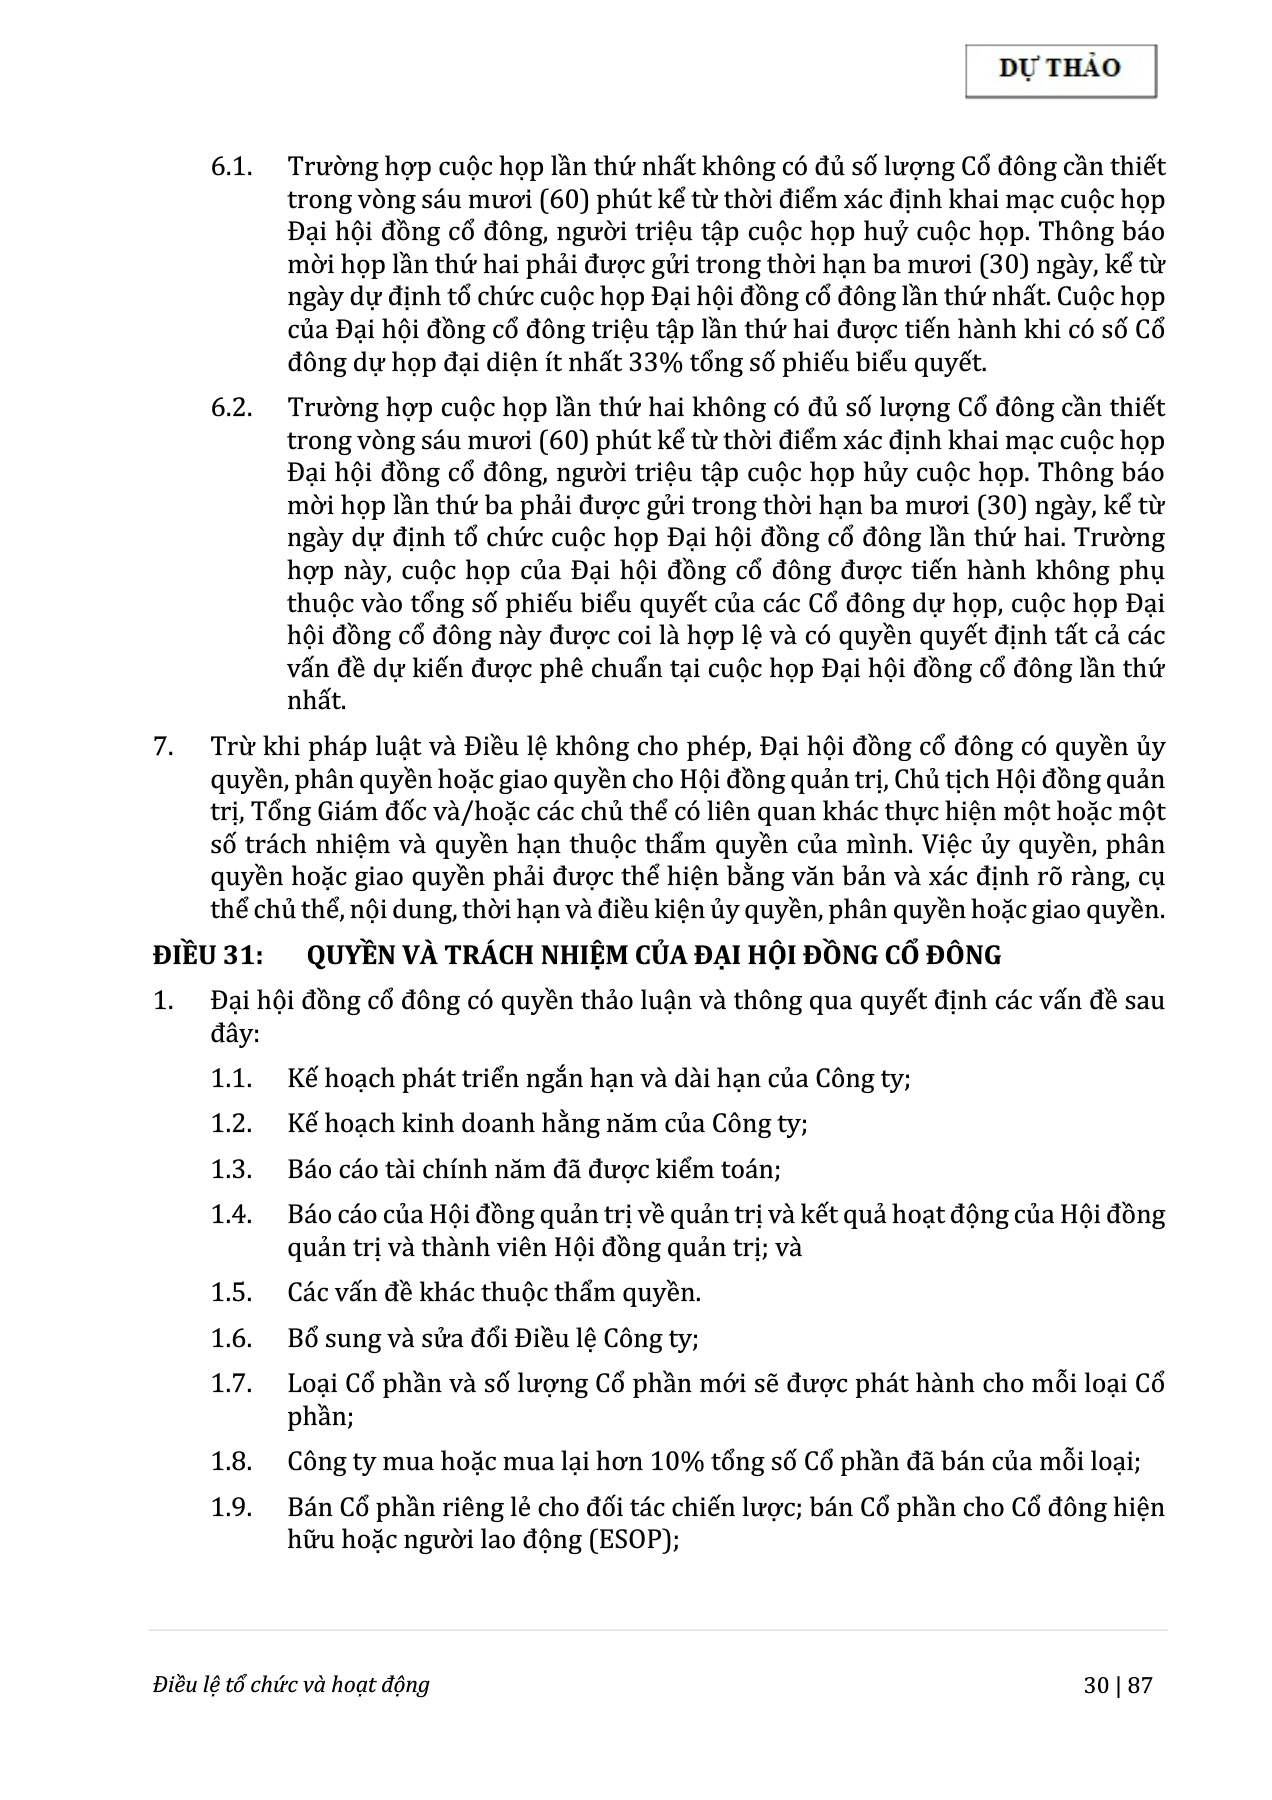 DỰ THẢO
6.1. Trường hợp cuộc họp lần thứ nhất không có đủ số lượng Cổ đông cần thiết
trong vòng sáu mươi (60) phút kể từ thời điểm xác định khai mạc cuộc họp
Đại hội đồng cổ đông, người triệu tập cuộc họp huỷ cuộc họp. Thông báo
mời họp lần thứ hai phải được gửi trong thời hạn ba mươi (30) ngày, kể từ
ngày dự định tổ chức cuộc họp Đại hội đồng cổ đông lần thứ nhất. Cuộc họp
của Đại hội đồng cổ đông triệu tập lần thứ hai được tiến hành khi có số Cổ
đông dự họp đại diện ít nhất 33% tổng số phiếu biểu quyết.
6.2. Trường hợp cuộc họp lần thứ hai không có đủ số lượng Cổ đông cần thiết
trong vòng sáu mươi (60) phút kể từ thời điểm xác định khai mạc cuộc họp
Đại hội đồng cổ đông, người triệu tập cuộc họp hủy cuộc họp. Thông báo
mời họp lần thứ ba phải được gửi trong thời hạn ba mươi (30) ngày, kể từ
ngày dự định tổ chức cuộc họp Đại hội đồng cổ đông lần thứ hai. Trường
hợp này, cuộc họp của Đại hội đồng cổ đông được tiến hành không phụ
thuộc vào tổng số phiếu biểu quyết của các Cổ đông dự họp, cuộc họp Đại
hội đồng cổ đông này được coi là hợp lệ và có quyền quyết định tất cả các
vấn đề dự kiến được phê chuẩn tại cuộc họp Đại hội đồng cổ đông lần thứ
nhất.
7. Trừ khi pháp luật và Điều lệ không cho phép, Đại hội đồng cổ đông có quyền ủy
quyền, phân quyền hoặc giao quyền cho Hội đồng quản trị, Chủ tịch Hội đồng quản
trị, Tổng Giám đốc và/hoặc các chủ thể có liên quan khác thực hiện một hoặc một
số trách nhiệm và quyền hạn thuộc thẩm quyền của mình. Việc ủy quyền, phân
quyền hoặc giao quyền phải được thể hiện bằng văn bản và xác định rõ ràng, cụ
thể chủ thể, nội dung, thời hạn và điều kiện ủy quyền, phân quyền hoặc giao quyền.
ĐIỀU 31: QUYỀN VÀ TRÁCH NHIỆM CỦA ĐẠI HỘI ĐỒNG CỔ ĐÔNG
1. Đại hội đồng cổ đông có quyền thảo luận và thông qua quyết định các vấn đề sau
đây:
1.1. Kế hoạch phát triển ngắn hạn và dài hạn của Công ty;
1.2. Kế hoạch kinh doanh hằng năm của Công ty;
1.3. Báo cáo tài chính năm đã được kiểm toán;
1.4. Báo cáo của Hội đồng quản trị về quản trị và kết quả hoạt động của Hội đồng
quản trị và thành viên Hội đồng quản trị; và
1.5. Các vấn đề khác thuộc thẩm quyền.
1.6. Bổ sung và sửa đổi Điều lệ Công ty;
1.7. Loại Cổ phần và số lượng Cổ phần mới sẽ được phát hành cho mỗi loại Cổ
phần;
1.8. Công ty mua hoặc mua lại hơn 10% tổng số Cổ phần đã bán của mỗi loại;
1.9. Bán Cổ phần riêng lẻ cho đối tác chiến lược; bán Cổ phần cho Cổ đông hiện
hữu hoặc người lao động (ESOP);
Điều lệ tổ chức và hoạt động 30 | 87